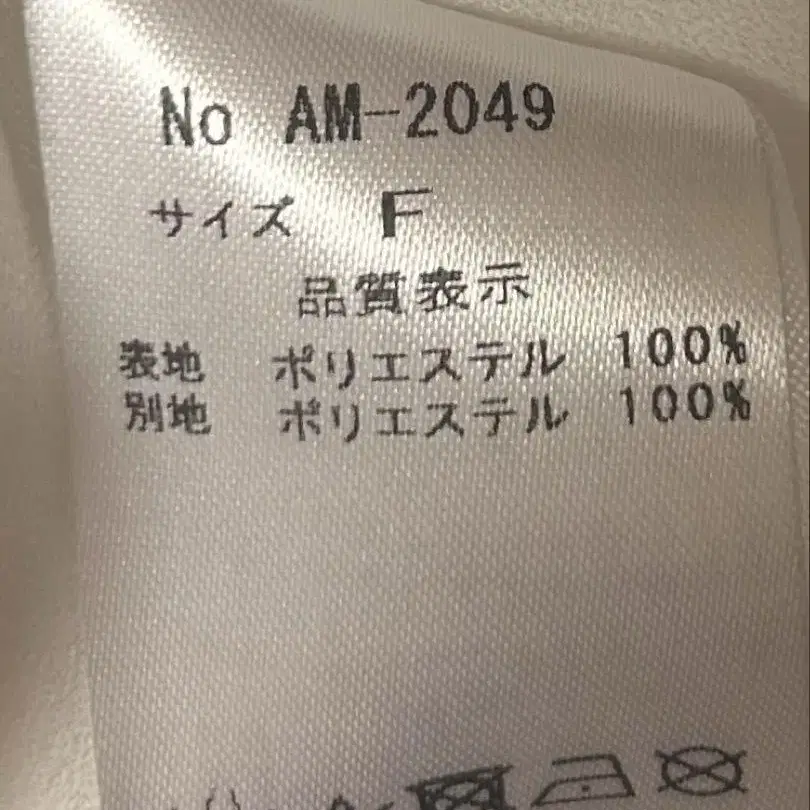 No AM-2049
サイズ F
品質表示
表地 ポリエステル 100%
別地 ポリエステル 100%